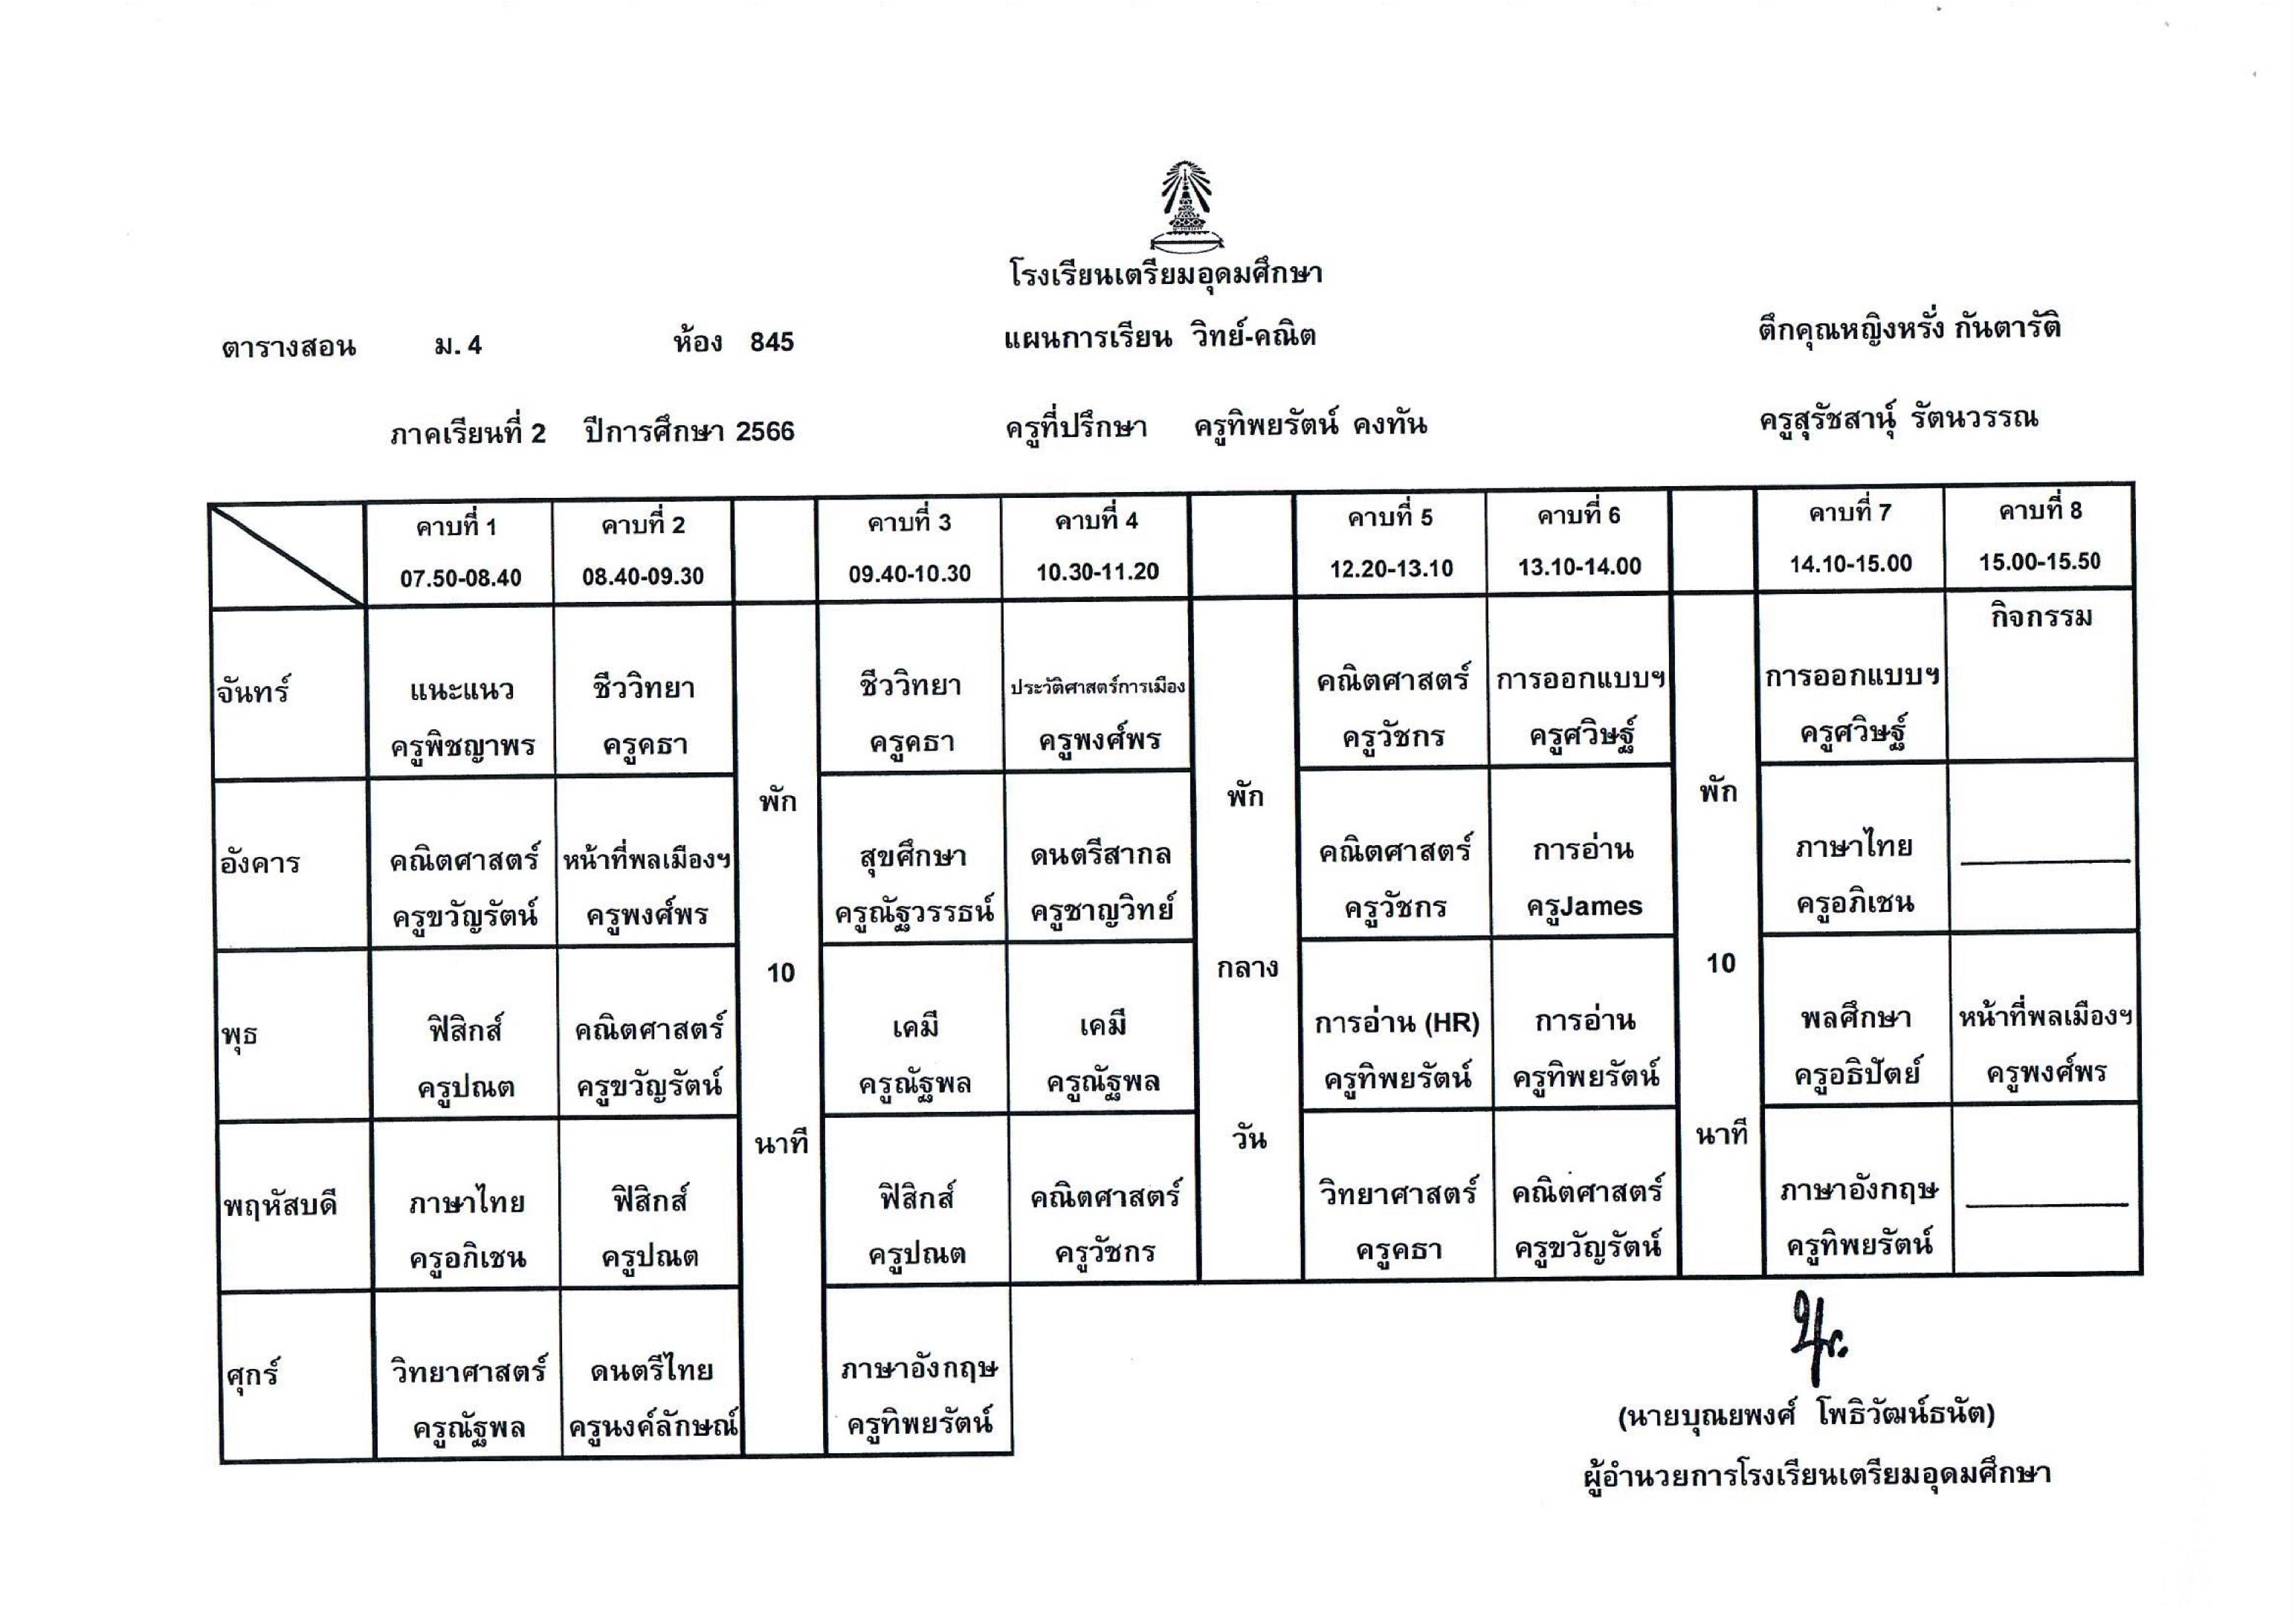 โรงเรียนเตรียมอุดมศึกษา
ตารางสอน ม. 4 ห้อง 845 แผนการเรียน วิทย์-คณิต ตึกคุณหญิงหรั่ง กันตารัติ
ภาคเรียนที่ 2 ปีการศึกษา 2566 ครูที่ปรึกษา ครูทิพยรัตน์ คงทัน ครูสุรัชสานุ์ รัตนวรรณ
คาบที่ 1 คาบที่ 2 คาบที่ 3 คาบที่ 4 คาบที่ 5 คาบที่ 6 คาบที่ 7 คาบที่ 8
07.50-08.40 08.40-09.30 09.40-10.30 10.30-11.20 12.20-13.10 13.10-14.00 14.10-15.00 15.00-15.50
กิจกรรม
จันทร์ แนะแนว ชีววิทยา ชีววิทยา ประวัติศาสตร์การเมือง คณิตศาสตร์ การออกแบบฯ การออกแบบฯ
ครูพิชญาพร ครูคธา ครูคธา ครูพงศ์พร ครูวัชกร ครูศวิษฐ์ ครูศวิษฐ์
พัก พัก พัก
อังคาร คณิตศาสตร์ หน้าที่พลเมืองฯ สุขศึกษา ดนตรีสากล คณิตศาสตร์ การอ่าน ภาษาไทย
ครูขวัญรัตน์ ครูพงศ์พร ครูณัฐวรรธน์ ครูชาญวิทย์ ครูวัชกร ครูJames ครูอภิเชน
10 กลาง 10
พุธ ฟิสิกส์ คณิตศาสตร์ เคมี เคมี การอ่าน (HR) การอ่าน พลศึกษา หน้าที่พลเมืองฯ
ครูปณต ครูขวัญรัตน์ ครูณัฐพล ครูณัฐพล ครูทิพยรัตน์ ครูทิพยรัตน์ ครูอธิปัตย์ ครูพงศ์พร
นาที วัน นาที
พฤหัสบดี ภาษาไทย ฟิสิกส์ ฟิสิกส์ คณิตศาสตร์ วิทยาศาสตร์ คณิตศาสตร์ ภาษาอังกฤษ
ครูอภิเชน ครูปณต ครูปณต ครูวัชกร ครูคธา ครูขวัญรัตน์ ครูทิพยรัตน์
ศุกร์ วิทยาศาสตร์ ดนตรีไทย ภาษาอังกฤษ
ครูณัฐพล ครูนงค์ลักษณ์ ครูทิพยรัตน์
(นายบุณยพงศ์ โพธิวัฒน์ธนัต)
ผู้อำนวยการโรงเรียนเตรียมอุดมศึกษา